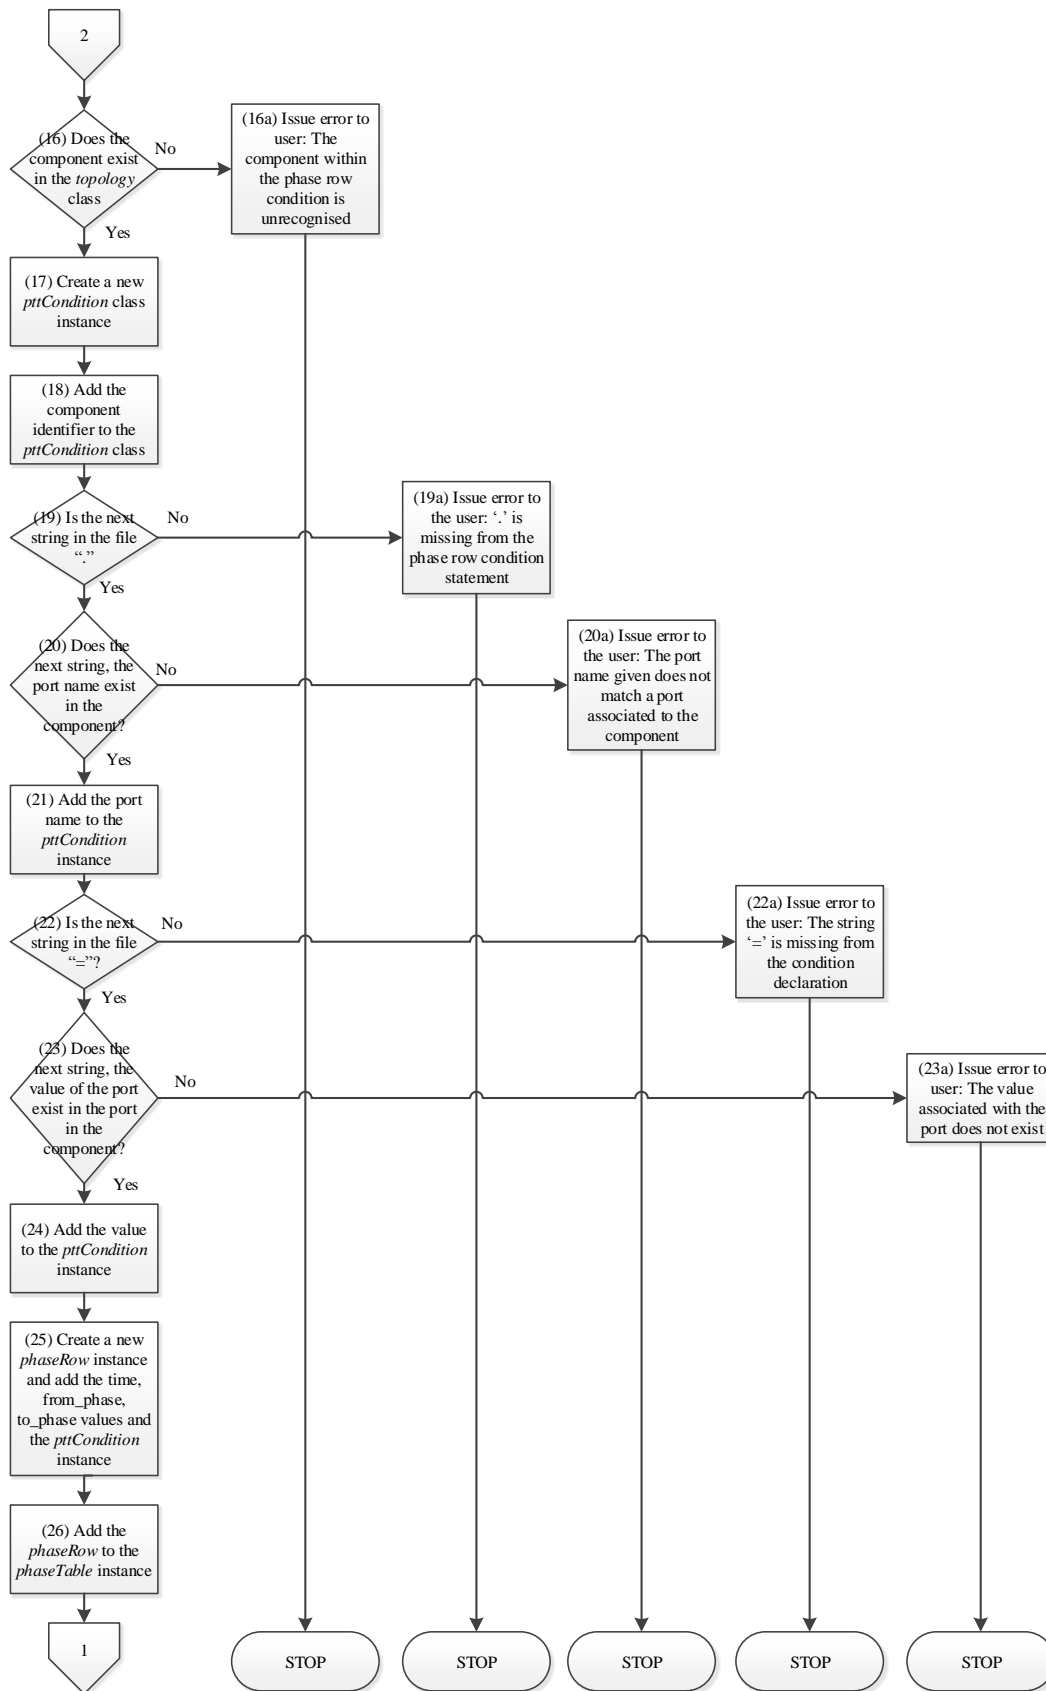 2
(16) Does the
component exist
in the topology
class
No
(16a) Issue error to
user: The
component within
the phase row
condition is
unrecognised
Yes
(17) Create a new
pttCondition class
instance
(18) Add the
component
identifier to the
pttCondition class
(19) Is the next
string in the file
“.”
No
(19a) Issue error to
the user: ‘.’ is
missing from the
phase row condition
statement
Yes
(20) Does the
next string, the
port name exist
in the
component?
No
(20a) Issue error to
the user: The port
name given does not
match a port
associated to the
component
Yes
(21) Add the port
name to the
pttCondition
instance
(22) Is the next
string in the file
“=”?
No
(22a) Issue error to
the user: The string
‘=’ is missing from
the condition
declaration
Yes
(23) Does the
next string, the
value of the port
exist in the port
in the
component?
No
(23a) Issue error to
user: The value
associated with the
port does not exist
Yes
(24) Add the value
to the pttCondition
instance
(25) Create a new
phaseRow instance
and add the time,
from_phase,
to_phase values and
the pttCondition
instance
(26) Add the
phaseRow to the
phaseTable instance
1
STOP
STOP
STOP
STOP
STOP